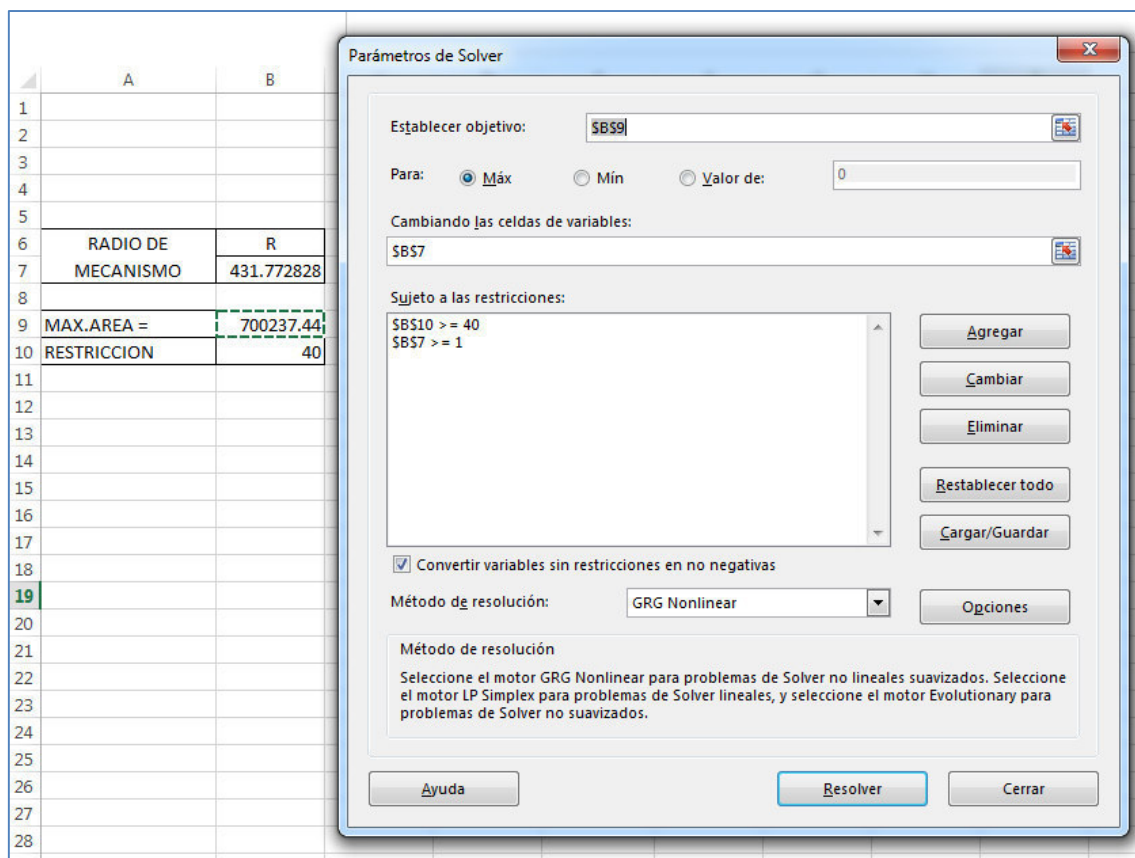 Parámetros de Solver
A B
1
2
3
4
5
6 RADIO DE R
7 MECANISMO 431.772828
8
9 MAX.AREA = 700237.44
10 RESTRICCION 40
11
12
13
14
15
16
17
18
19
20
21
22
23
24
25
26
27
28
Establecer objetivo: $B$9
Para: Máx Mín Valor de: 0
Cambiando las celdas de variables:
$B$7
Sujeto a las restricciones:
$B$10 >= 40
$B$7 >= 1
Agregar
Cambiar
Eliminar
Restablecer todo
Cargar/Guardar
Convertir variables sin restricciones en no negativas
Método de resolución: GRG Nonlinear Opciones
Método de resolución
Seleccione el motor GRG Nonlinear para problemas de Solver no lineales suavizados. Seleccione
el motor LP Simplex para problemas de Solver lineales, y seleccione el motor Evolutionary para
problemas de Solver no suavizados.
Ayuda Resolver Cerrar